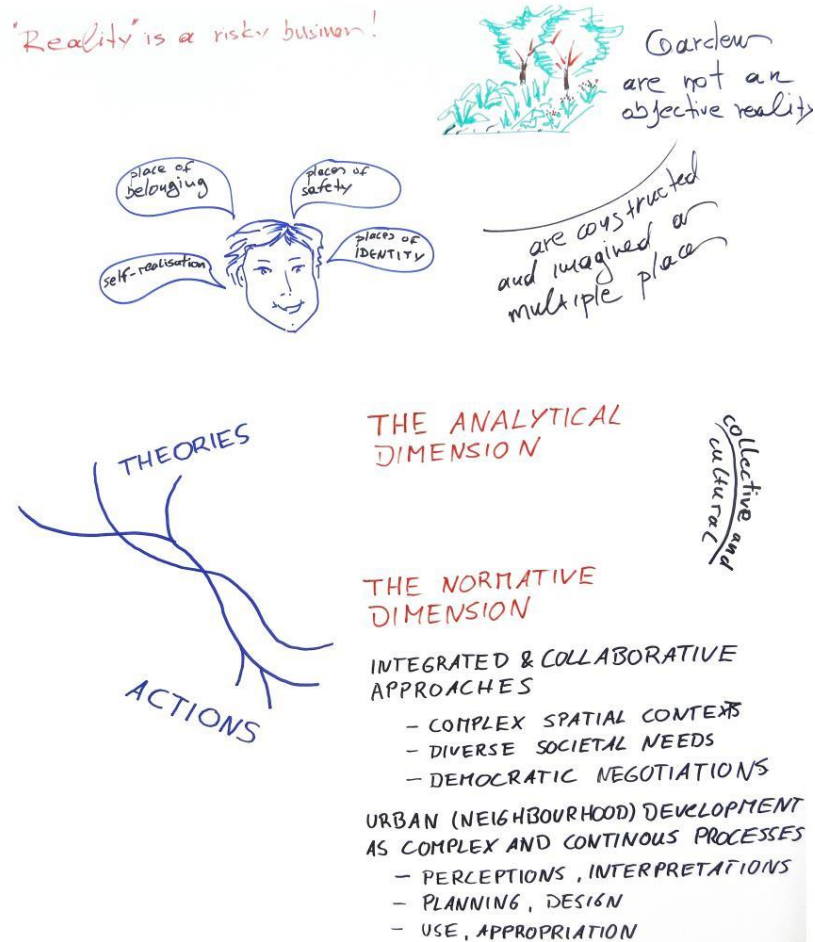 "Reality" is a risky businen!
Gardens
are not an
objective reality
are constructed
and imagined as
multiple places
place of
belonging
places of
safety
self-realisation
places of
IDENTITY
THEORIES
ACTIONS
THE ANALYTICAL
DIMENSION
collective and
cultural
THE NORMATIVE
DIMENSION
INTEGRATED & COLLABORATIVE
APPROACHES
- COMPLEX SPATIAL CONTEXTS
- DIVERSE SOCIETAL NEEDS
- DEMOCRATIC NEGOTIATIONS
URBAN (NEIGHBOURHOOD) DEVELOPMENT
AS COMPLEX AND CONTINOUS PROCESSES
- PERCEPTIONS, INTERPRETATIONS
- PLANNING, DESIGN
- USE, APPROPRIATION